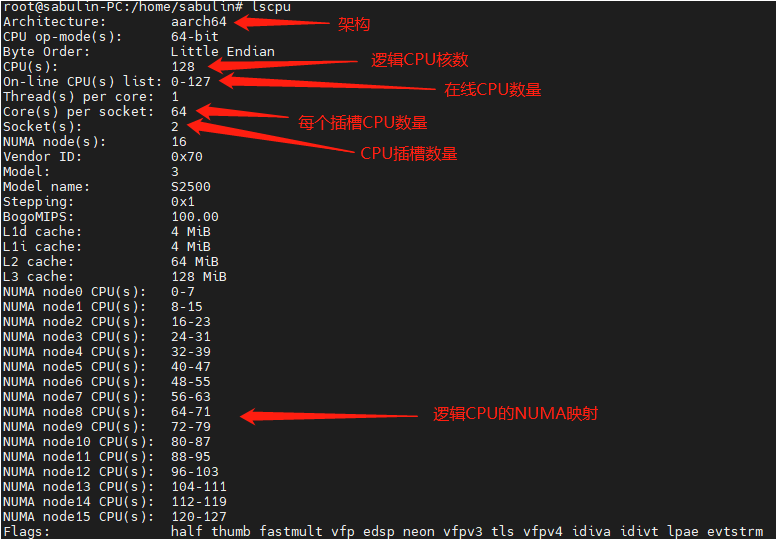 root@sabulin-PC:/home/sabulin# lscpu
Architecture: aarch64 架构
CPU op-mode(s): 64-bit
Byte Order: Little Endian
CPU(s): 128 逻辑CPU核数
On-line CPU(s) list: 0-127 在线CPU数量
Thread(s) per core: 1
Core(s) per socket: 64 每个插槽CPU数量
Socket(s): 2 CPU插槽数量
NUMA node(s): 16
Vendor ID: 0x70
Model: 3
Model name: S2500
Stepping: 0x1
BogoMIPS: 100.00
L1d cache: 4 MiB
L1i cache: 4 MiB
L2 cache: 64 MiB
L3 cache: 128 MiB
NUMA node0 CPU(s): 0-7
NUMA node1 CPU(s): 8-15
NUMA node2 CPU(s): 16-23
NUMA node3 CPU(s): 24-31
NUMA node4 CPU(s): 32-39
NUMA node5 CPU(s): 40-47
NUMA node6 CPU(s): 48-55
NUMA node7 CPU(s): 56-63
NUMA node8 CPU(s): 64-71 逻辑CPU的NUMA映射
NUMA node9 CPU(s): 72-79
NUMA node10 CPU(s): 80-87
NUMA node11 CPU(s): 88-95
NUMA node12 CPU(s): 96-103
NUMA node13 CPU(s): 104-111
NUMA node14 CPU(s): 112-119
NUMA node15 CPU(s): 120-127
Flags: half thumb fastmult vfp edsp neon vfpv3 tls vfpv4 idiva idivt lpae evtstrm